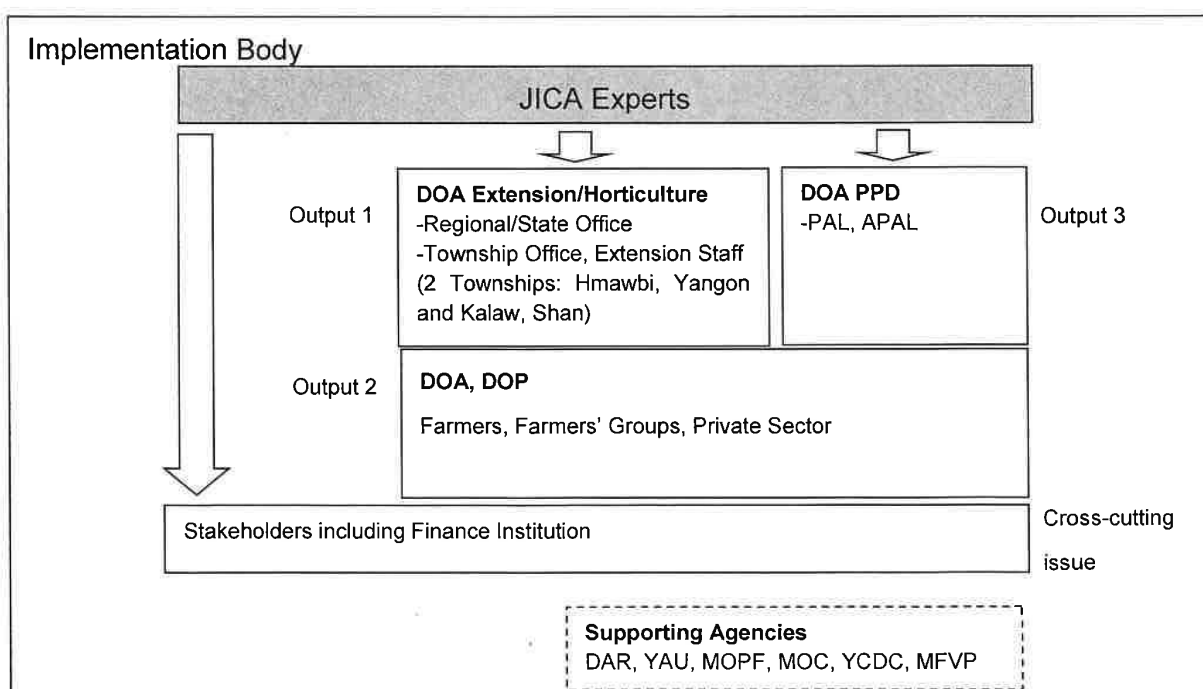 Implementation Body
JICA Experts
Output 1
DOA Extension/Horticulture
-Regional/State Office
-Township Office, Extension Staff
(2 Townships: Hmawbi, Yangon
and Kalaw, Shan)
DOA PPD
-PAL, APAL
Output 3
Output 2
DOA, DOP
Farmers, Farmers' Groups, Private Sector
Stakeholders including Finance Institution
Cross-cutting
issue
Supporting Agencies
DAR, YAU, MOPF, MOC, YCDC, MFVP